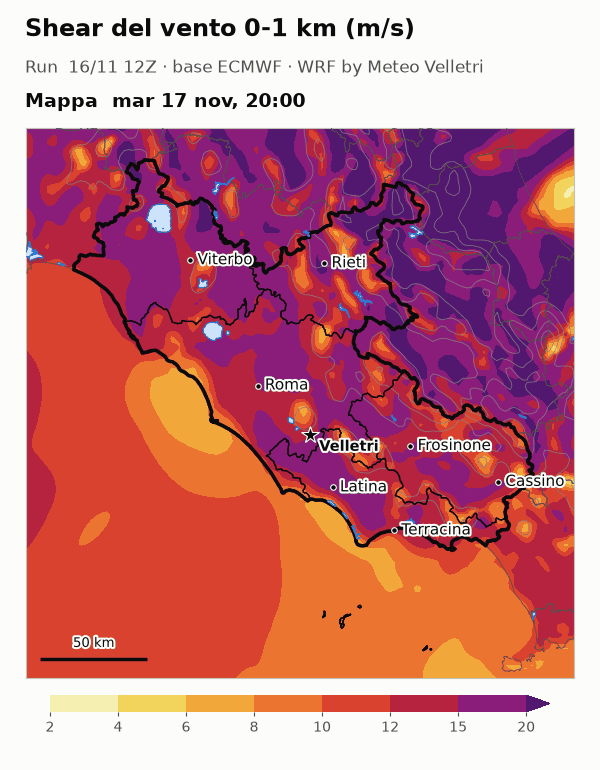 Shear del vento 0-1 km (m/s)
Run 16/11 12Z · base ECMWF · WRF by Meteo Velletri
Mappa mar 17 nov, 20:00
Viterbo
Rieti
Roma
Velletri
Frosinone
Latina
Cassino
Terracina
50 km
2 4 6 8 10 12 15 20